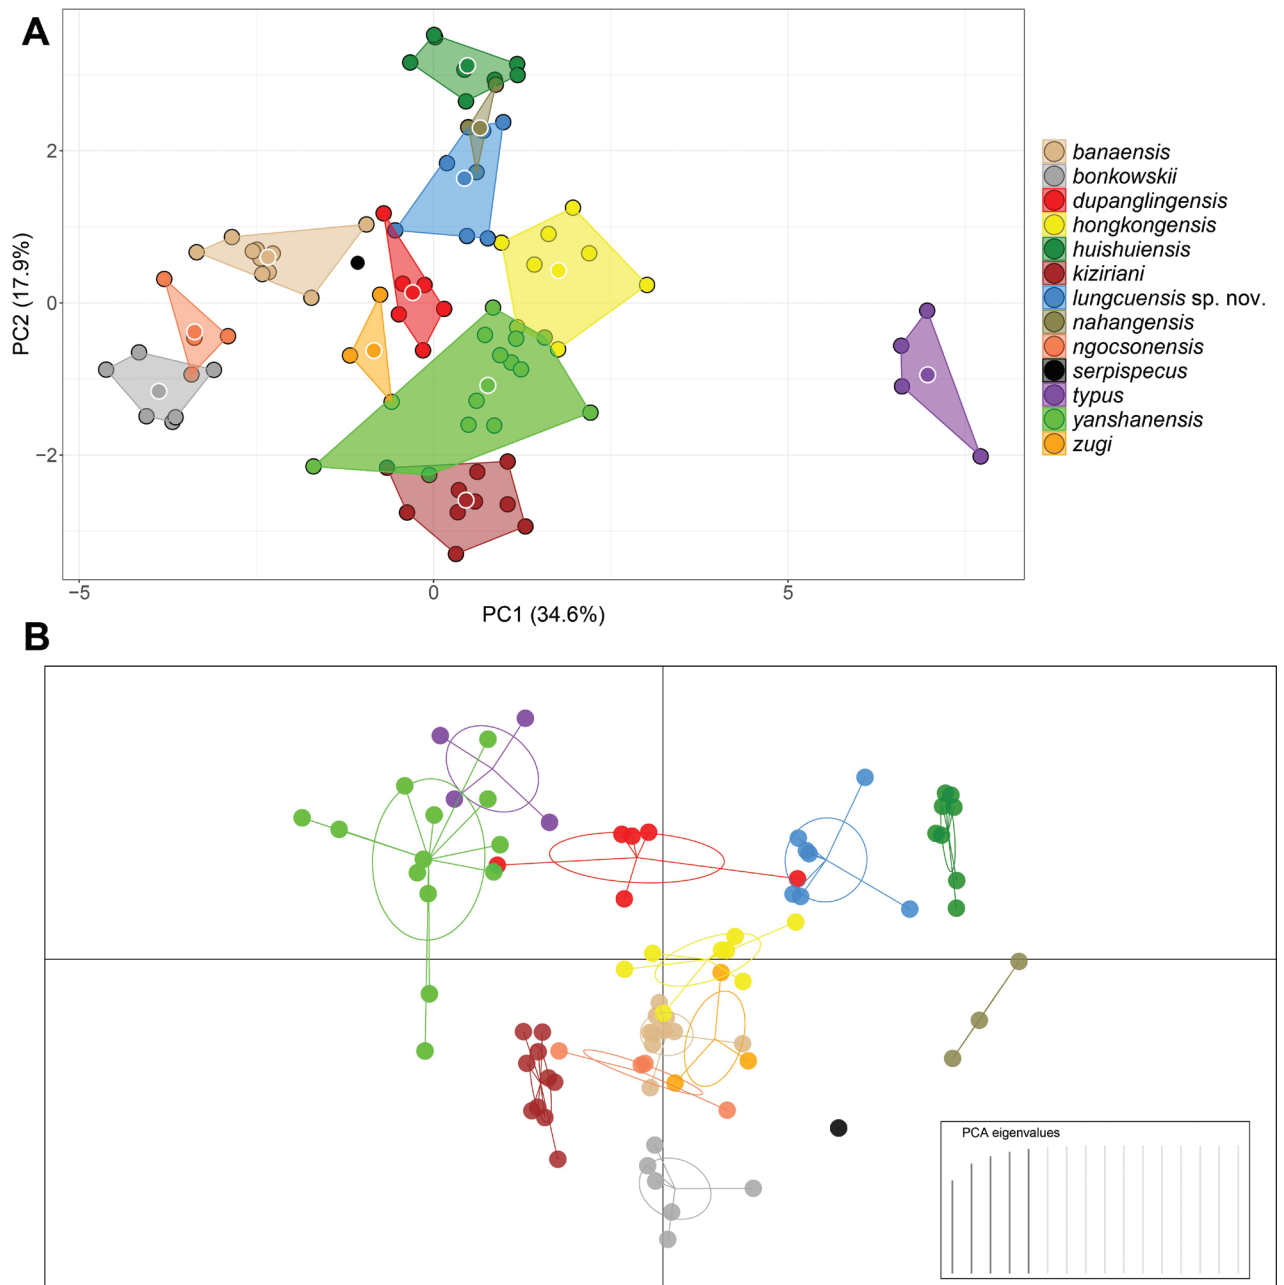 A
2
0
−2
PC2 (17.9%)
−5
0
5
PC1 (34.6%)
banaensis
bonkowskii
dupanglingensis
hongkongensis
huishuiensis
kiziriani
lungcuensis sp. nov.
nahangensis
ngocsonensis
serpispecus
typus
yanshanensis
zugi
B
PCA eigenvalues